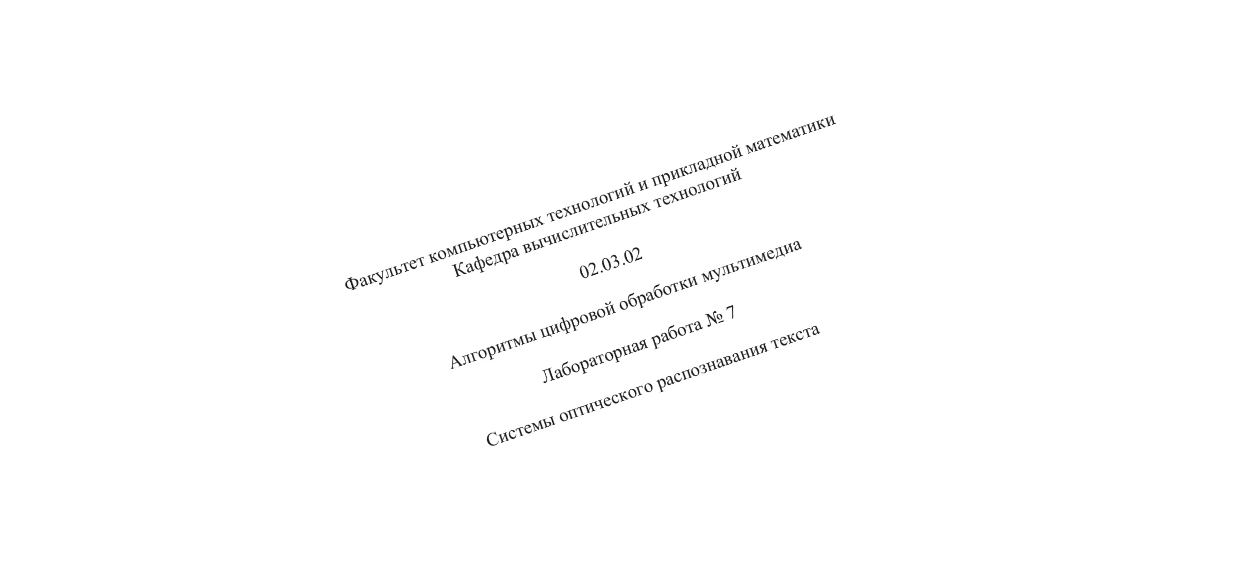 Факультет компьютерных технологий и прикладной математики
Кафедра вычислительных технологий
02.03.02
Алгоритмы цифровой обработки мультимедиа
Лабораторная работа № 7
Системы оптического распознавания текста